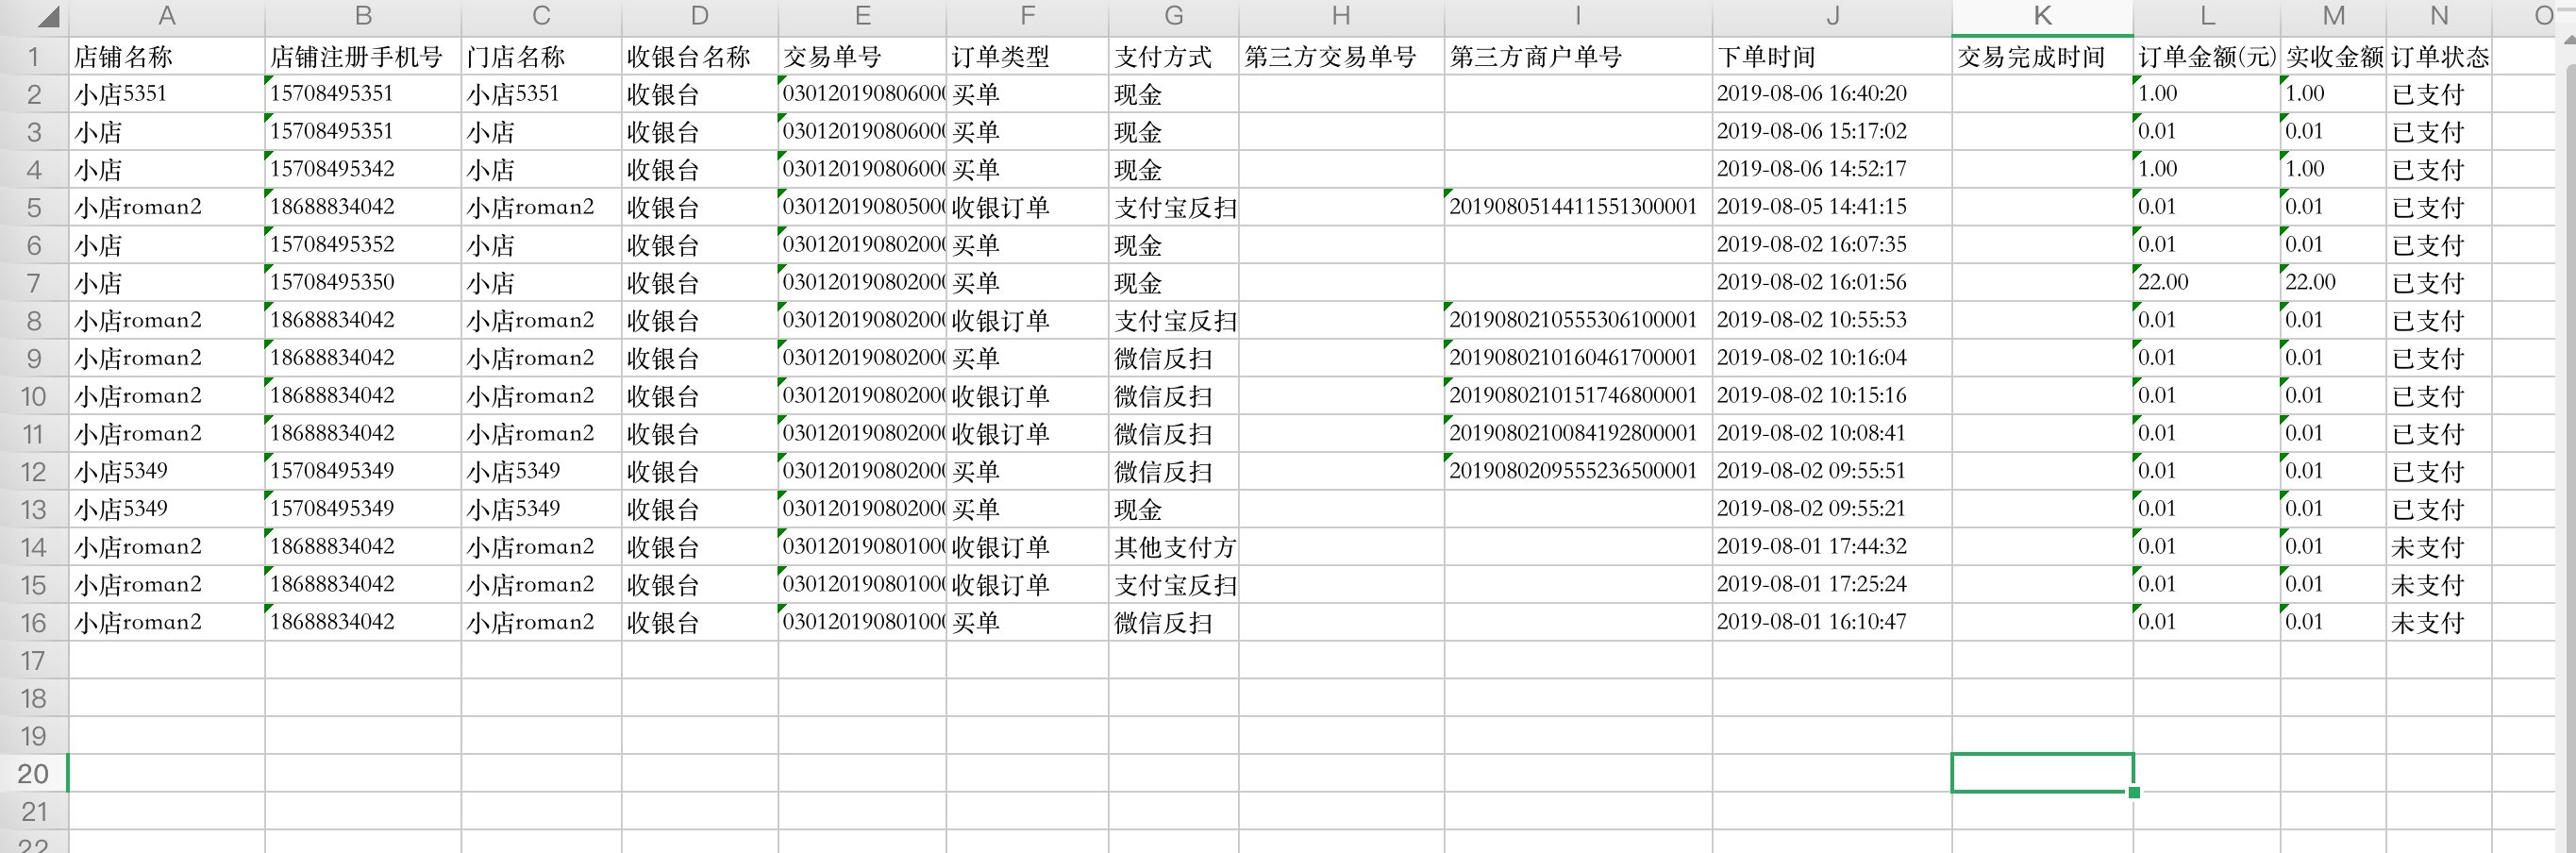 A B C D E F G H I J K L M N O
1 店铺名称 店铺注册手机号 门店名称 收银台名称 交易单号 订单类型 支付方式 第三方交易单号 第三方商户单号 下单时间 交易完成时间 订单金额(元) 实收金额 订单状态
2 小店5351 15708495351 小店5351 收银台 030120190806000 买单 现金 2019-08-06 16:40:20 1.00 1.00 已支付
3 小店 15708495351 小店 收银台 030120190806000 买单 现金 2019-08-06 15:17:02 0.01 0.01 已支付
4 小店 15708495342 小店 收银台 030120190806000 买单 现金 2019-08-06 14:52:17 1.00 1.00 已支付
5 小店roman2 18688834042 小店roman2 收银台 030120190805000 收银订单 支付宝反扫 2019080514411551300001 2019-08-05 14:41:15 0.01 0.01 已支付
6 小店 15708495352 小店 收银台 030120190802000 买单 现金 2019-08-02 16:07:35 0.01 0.01 已支付
7 小店 15708495350 小店 收银台 030120190802000 买单 现金 2019-08-02 16:01:56 22.00 22.00 已支付
8 小店roman2 18688834042 小店roman2 收银台 030120190802000 收银订单 支付宝反扫 2019080210555306100001 2019-08-02 10:55:53 0.01 0.01 已支付
9 小店roman2 18688834042 小店roman2 收银台 030120190802000 买单 微信反扫 2019080210160461700001 2019-08-02 10:16:04 0.01 0.01 已支付
10 小店roman2 18688834042 小店roman2 收银台 030120190802000 收银订单 微信反扫 2019080210151746800001 2019-08-02 10:15:16 0.01 0.01 已支付
11 小店roman2 18688834042 小店roman2 收银台 030120190802000 收银订单 微信反扫 2019080210084192800001 2019-08-02 10:08:41 0.01 0.01 已支付
12 小店5349 15708495349 小店5349 收银台 030120190802000 买单 微信反扫 2019080209555236500001 2019-08-02 09:55:51 0.01 0.01 已支付
13 小店5349 15708495349 小店5349 收银台 030120190802000 买单 现金 2019-08-02 09:55:21 0.01 0.01 已支付
14 小店roman2 18688834042 小店roman2 收银台 030120190801000 收银订单 其他支付方 2019-08-01 17:44:32 0.01 0.01 未支付
15 小店roman2 18688834042 小店roman2 收银台 030120190801000 收银订单 支付宝反扫 2019-08-01 17:25:24 0.01 0.01 未支付
16 小店roman2 18688834042 小店roman2 收银台 030120190801000 买单 微信反扫 2019-08-01 16:10:47 0.01 0.01 未支付
17
18
19
20
21
22